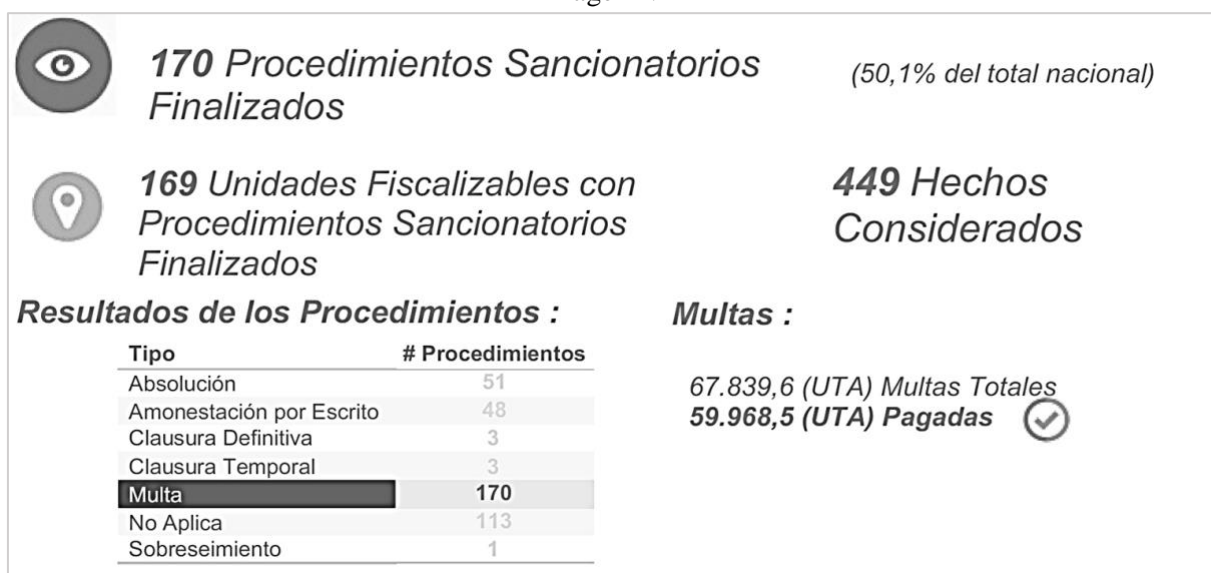 170 Procedimientos Sancionatorios
Finalizados
(50,1% del total nacional)
169 Unidades Fiscalizables con
Procedimientos Sancionatorios
Finalizados
449 Hechos
Considerados
Resultados de los Procedimientos :
Tipo # Procedimientos
Absolución 51
Amonestación por Escrito 48
Clausura Definitiva 3
Clausura Temporal 3
Multa 170
No Aplica 113
Sobreseimiento 1
Multas :
67.839,6 (UTA) Multas Totales
59.968,5 (UTA) Pagadas